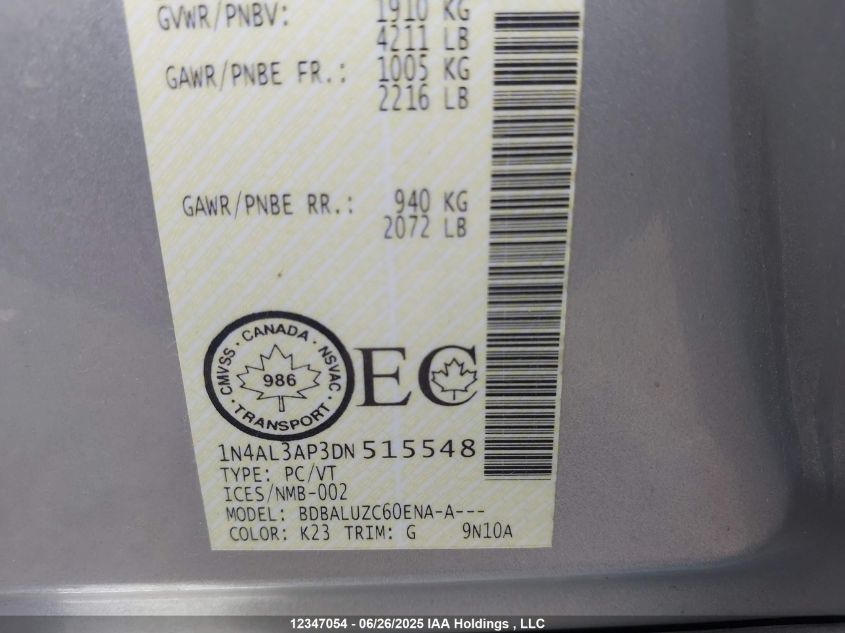 GVWR/PNBV: 1910 KG
4211 LB
GAWR/PNBE FR.: 1005 KG
2216 LB
GAWR/PNBE RR.: 940 KG
2072 LB
CMVSS · CANADA · NSVAC · TRANSPORT ·
986
EC
1N4AL3AP3DN515548
TYPE: PC/VT
ICES/NMB-002
MODEL: BDBALUZC60ENA-A---
COLOR: K23 TRIM: G 9N10A
12347054 - 06/26/2025 IAA Holdings , LLC